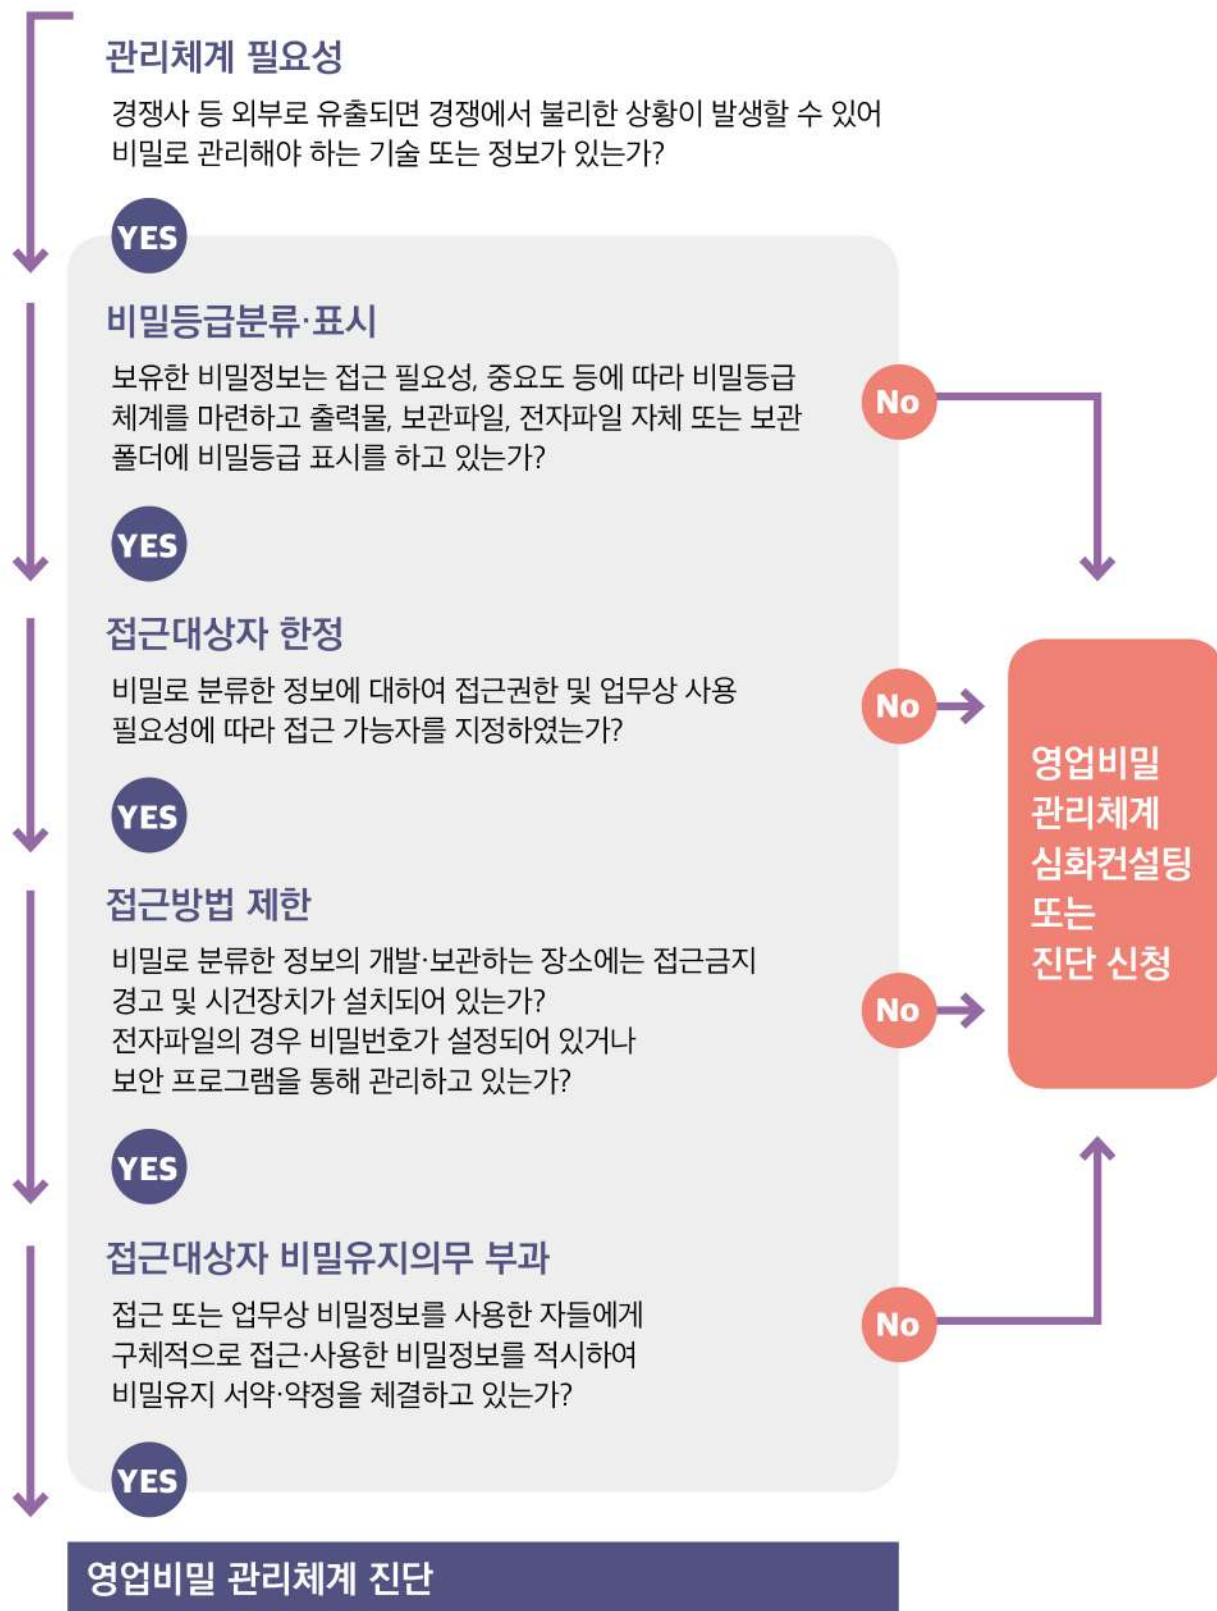 관리체계 필요성
경쟁사 등 외부로 유출되면 경쟁에서 불리한 상황이 발생할 수 있어
비밀로 관리해야 하는 기술 또는 정보가 있는가?
YES
비밀등급분류·표시
보유한 비밀정보는 접근 필요성, 중요도 등에 따라 비밀등급
체계를 마련하고 출력물, 보관파일, 전자파일 자체 또는 보관
폴더에 비밀등급 표시를 하고 있는가?
No
YES
접근대상자 한정
비밀로 분류한 정보에 대하여 접근권한 및 업무상 사용
필요성에 따라 접근 가능자를 지정하였는가?
No
YES
접근방법 제한
비밀로 분류한 정보의 개발·보관하는 장소에는 접근금지
경고 및 시건장치가 설치되어 있는가?
전자파일의 경우 비밀번호가 설정되어 있거나
보안 프로그램을 통해 관리하고 있는가?
No
YES
접근대상자 비밀유지의무 부과
접근 또는 업무상 비밀정보를 사용한 자들에게
구체적으로 접근·사용한 비밀정보를 적시하여
비밀유지 서약·약정을 체결하고 있는가?
No
YES
영업비밀
관리체계
심화컨설팅
또는
진단 신청
영업비밀 관리체계 진단